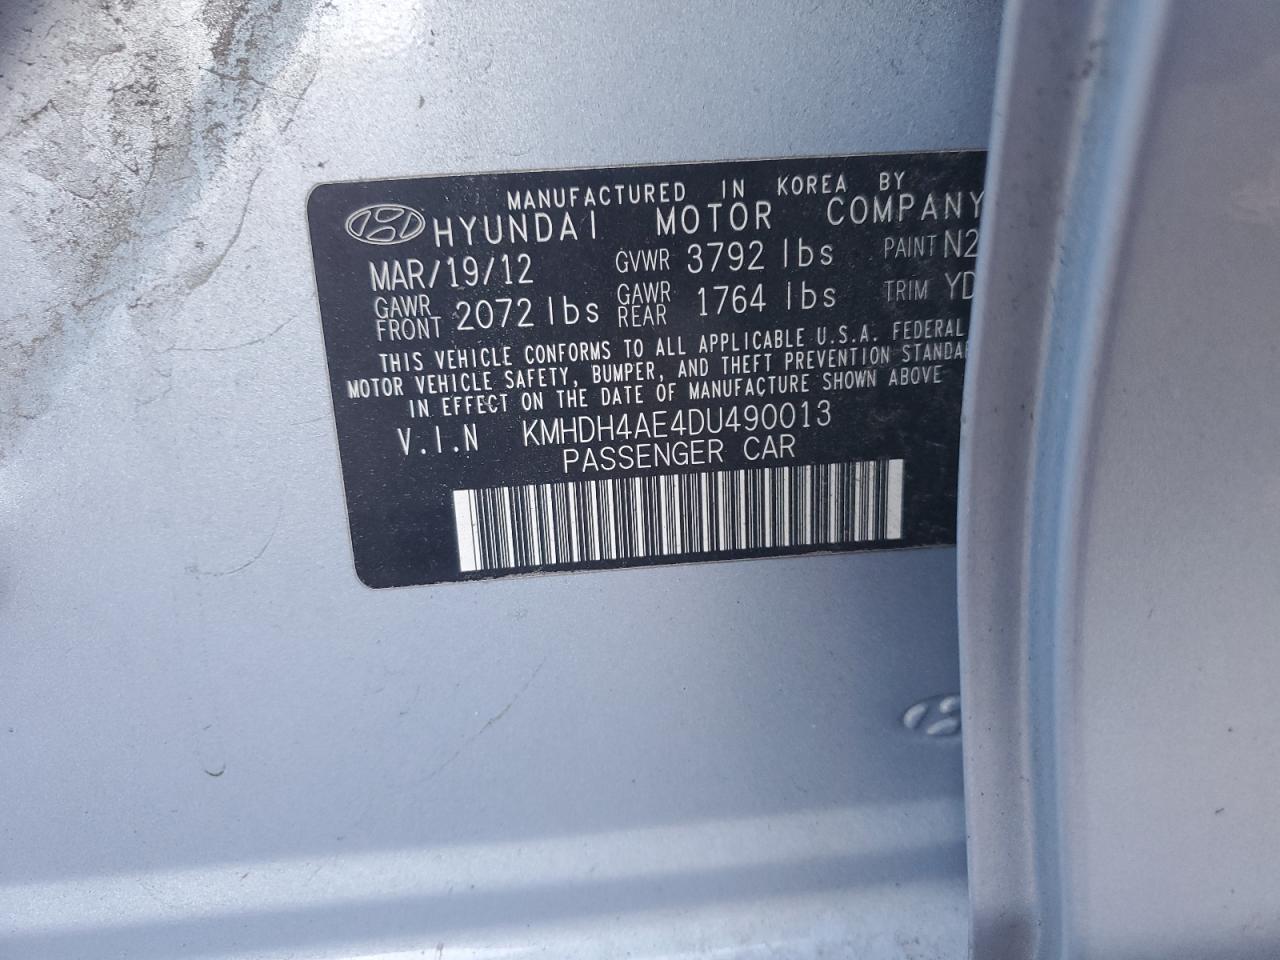 MANUFACTURED IN KOREA BY
HYUNDAI MOTOR COMPANY
MAR/19/12 GVWR 3792 lbs PAINT N2
GAWR FRONT 2072 lbs GAWR REAR 1764 lbs TRIM YD
THIS VEHICLE CONFORMS TO ALL APPLICABLE U.S.A. FEDERAL
MOTOR VEHICLE SAFETY, BUMPER, AND THEFT PREVENTION STANDA
IN EFFECT ON THE DATE OF MANUFACTURE SHOWN ABOVE
V.I.N KMHDH4AE4DU490013
PASSENGER CAR